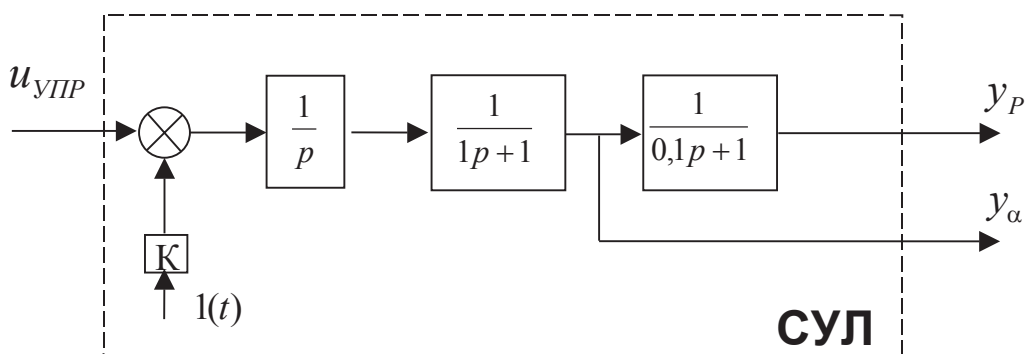 u_УПР
1/p
1/(1p+1)
1/(0,1p+1)
y_P
y_α
К
1(t)
СУЛ